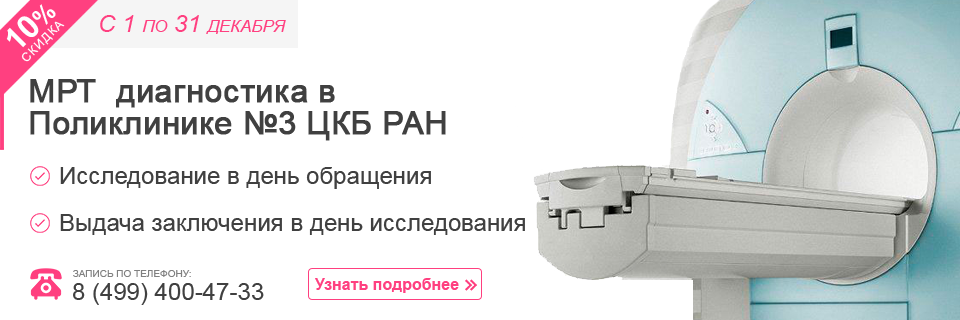 10%
СКИДКА
С 1 ПО 31 ДЕКАБРЯ
МРТ диагностика в
Поликлинике №3 ЦКБ РАН
Исследование в день обращения
Выдача заключения в день исследования
ЗАПИСЬ ПО ТЕЛЕФОНУ:
8 (499) 400-47-33
Узнать подробнее »